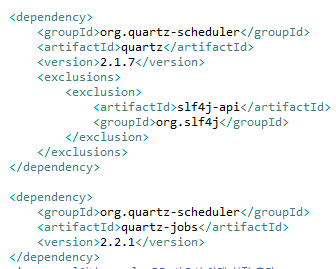 <dependency>
<groupId>org.quartz-scheduler</groupId>
<artifactId>quartz</artifactId>
<version>2.1.7</version>
<exclusions>
<exclusion>
<artifactId>slf4j-api</artifactId>
<groupId>org.slf4j</groupId>
</exclusion>
</exclusions>
</dependency>
<dependency>
<groupId>org.quartz-scheduler</groupId>
<artifactId>quartz-jobs</artifactId>
<version>2.2.1</version>
</dependency>